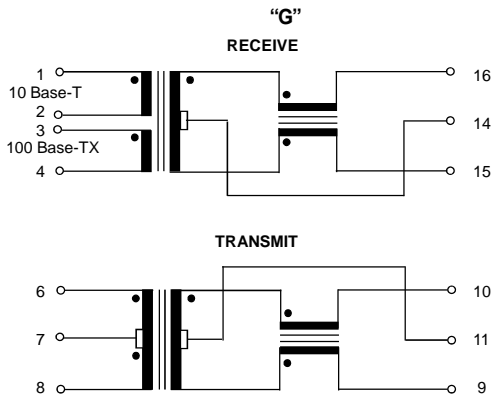 “G”
RECEIVE
1
16
10 Base-T
2
14
3
100 Base-TX
4
15
TRANSMIT
6
10
7
11
8
9